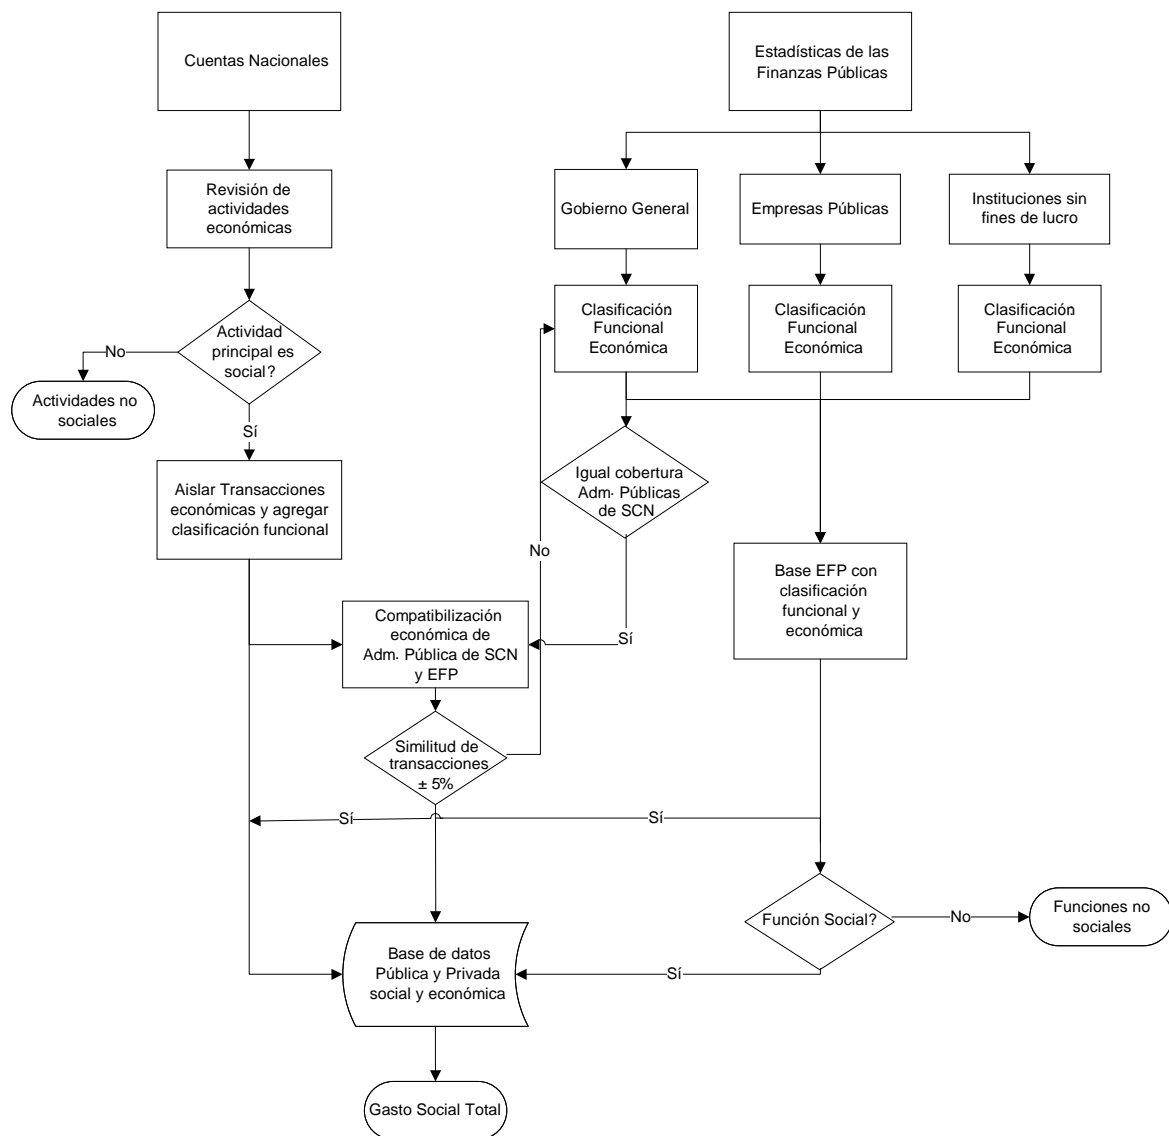 Cuentas Nacionales
Estadísticas de las
Finanzas Públicas
Revisión de
actividades
económicas
Gobierno General
Empresas Públicas
Instituciones sin
fines de lucro
Clasificación
Funcional
Económica
Clasificación
Funcional
Económica
Clasificación
Funcional
Económica
Actividad
principal es
social?
No
Actividades no
sociales
Sí
Aislar Transacciones
económicas y agregar
clasificación funcional
Igual cobertura
Adm. Públicas
de SCN
No
Base EFP con
clasificación
funcional y
económica
Compatibilización
económica de
Adm. Pública de SCN
y EFP
Sí
Similitud de
transacciones
± 5%
Sí
Sí
Función Social?
No
Funciones no
sociales
Base de datos
Pública y Privada
social y económica
Sí
Gasto Social Total